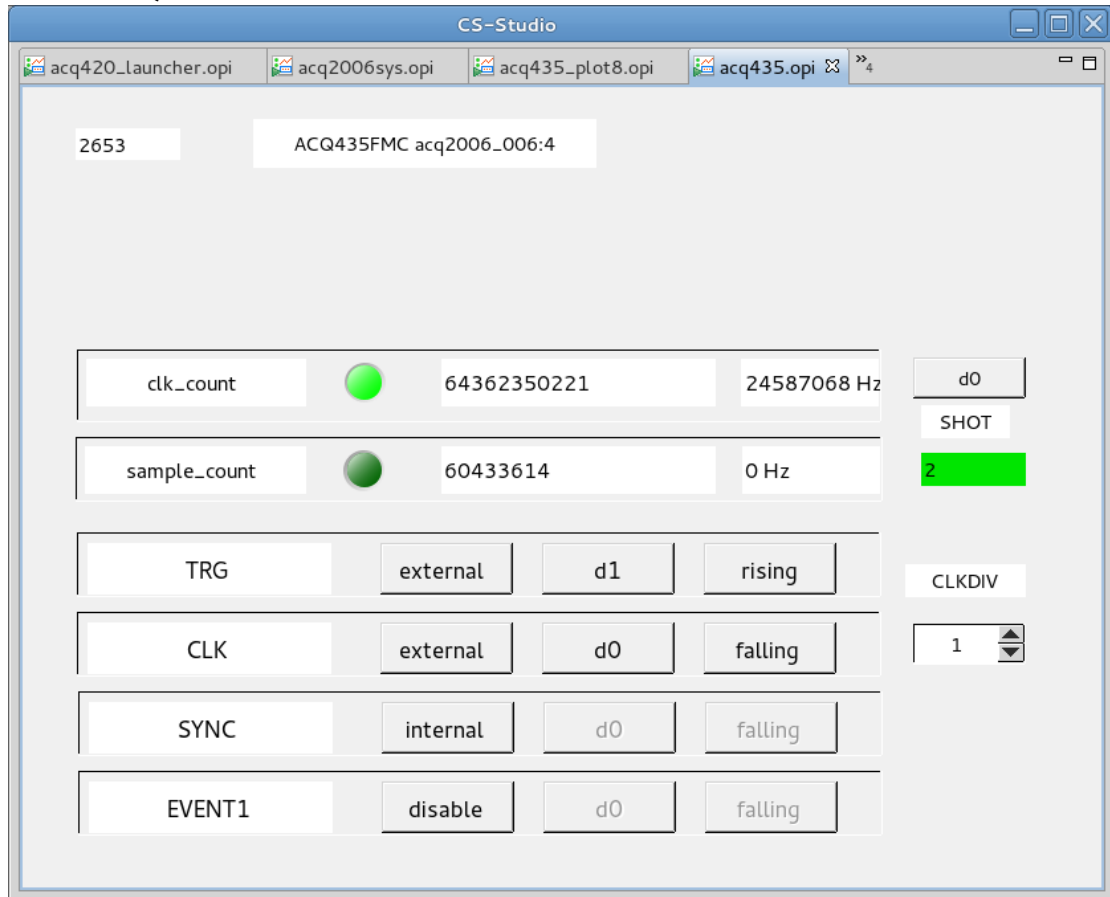 CS-Studio
acq420_launcher.opi acq2006sys.opi acq435_plot8.opi acq435.opi »4
2653 ACQ435FMC acq2006_006:4
clk_count 64362350221 24587068 Hz d0
SHOT
sample_count 60433614 0 Hz 2
TRG external d1 rising
CLKDIV
CLK external d0 falling 1
SYNC internal d0 falling
EVENT1 disable d0 falling